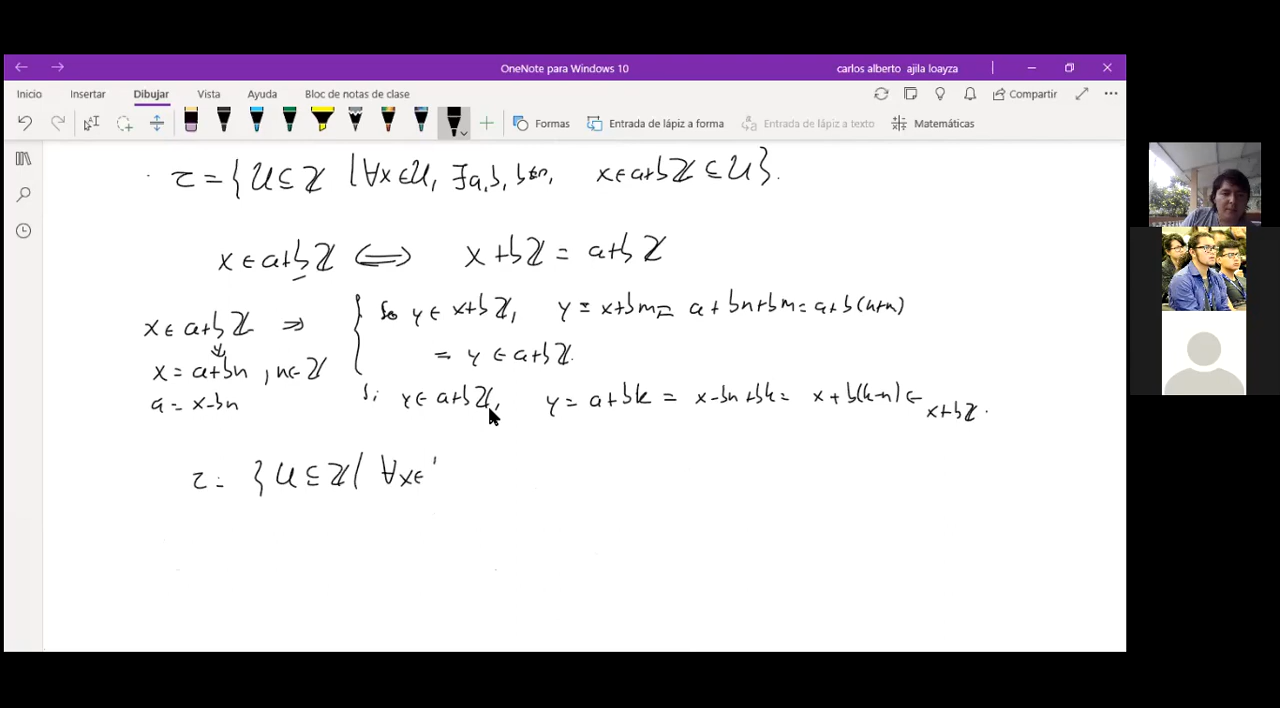 OneNote para Windows 10 carlos alberto ajila loayza
Inicio Insertar Dibujar Vista Ayuda Bloc de notas de clase Compartir
Formas Entrada de lápiz a forma Entrada de lápiz a texto Matemáticas
τ = { U ⊆ ℤ | ∀x∈U, ∃a,b, x∈a+bℤ ⊆ U}.
x∈a+bℤ ⟺ x+bℤ = a+bℤ
x∈a+bℤ ⇒ y∈x+bℤ, y = x+bm = a+bn+bm = a+b(n+m)
= y∈a+bℤ.
x = a+bn, n∈ℤ
Si y∈a+bℤ, y = a+bk = x-bn+bk = x+b(k-n) ∈ x+bℤ.
a = x-bn
τ = { U⊆ℤ | ∀x∈